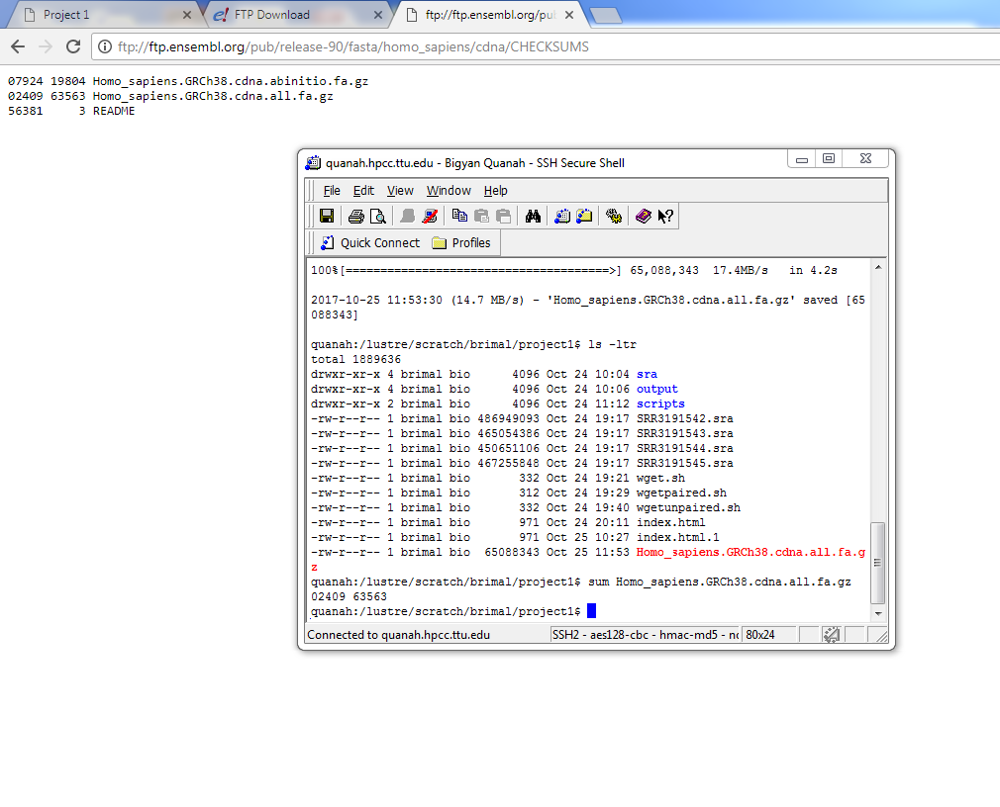 Project 1
FTP Download
ftp://ftp.ensembl.org/pu
ftp://ftp.ensembl.org/pub/release-90/fasta/homo_sapiens/cdna/CHECKSUMS
07924 19804 Homo_sapiens.GRCh38.cdna.abinitio.fa.gz
02409 63563 Homo_sapiens.GRCh38.cdna.all.fa.gz
56381     3 README
quanah.hpcc.ttu.edu - Bigyan Quanah - SSH Secure Shell
File Edit View Window Help
Quick Connect Profiles
100%[======================================>] 65,088,343  17.4MB/s   in 4.2s
2017-10-25 11:53:30 (14.7 MB/s) - 'Homo_sapiens.GRCh38.cdna.all.fa.gz' saved [65
088343]
quanah:/lustre/scratch/brimal/project1$ ls -ltr
total 1889636
drwxr-xr-x 4 brimal bio      4096 Oct 24 10:04 sra
drwxr-xr-x 4 brimal bio      4096 Oct 24 10:06 output
drwxr-xr-x 2 brimal bio      4096 Oct 24 11:12 scripts
-rw-r--r-- 1 brimal bio 486949093 Oct 24 19:17 SRR3191542.sra
-rw-r--r-- 1 brimal bio 465054386 Oct 24 19:17 SRR3191543.sra
-rw-r--r-- 1 brimal bio 450651106 Oct 24 19:17 SRR3191544.sra
-rw-r--r-- 1 brimal bio 467255848 Oct 24 19:17 SRR3191545.sra
-rw-r--r-- 1 brimal bio       332 Oct 24 19:21 wget.sh
-rw-r--r-- 1 brimal bio       312 Oct 24 19:29 wgetpaired.sh
-rw-r--r-- 1 brimal bio       332 Oct 24 19:40 wgetunpaired.sh
-rw-r--r-- 1 brimal bio       971 Oct 24 20:11 index.html
-rw-r--r-- 1 brimal bio       971 Oct 25 10:27 index.html.1
-rw-r--r-- 1 brimal bio  65088343 Oct 25 11:53 Homo_sapiens.GRCh38.cdna.all.fa.g
z
quanah:/lustre/scratch/brimal/project1$ sum Homo_sapiens.GRCh38.cdna.all.fa.gz
02409 63563
quanah:/lustre/scratch/brimal/project1$
Connected to quanah.hpcc.ttu.edu
SSH2 - aes128-cbc - hmac-md5 - nc
80x24